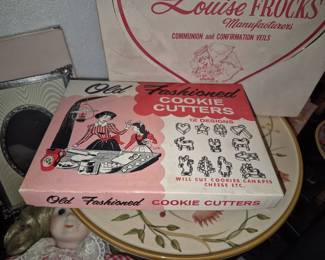 Louise FROCKS
Manufacturers
COMMUNION and CONFIRMATION VEILS
Old Fashioned
COOKIE
CUTTERS
12 DESIGNS
WILL CUT COOKIES CANAPES
CHEESE ETC.
Old Fashioned COOKIE CUTTERS